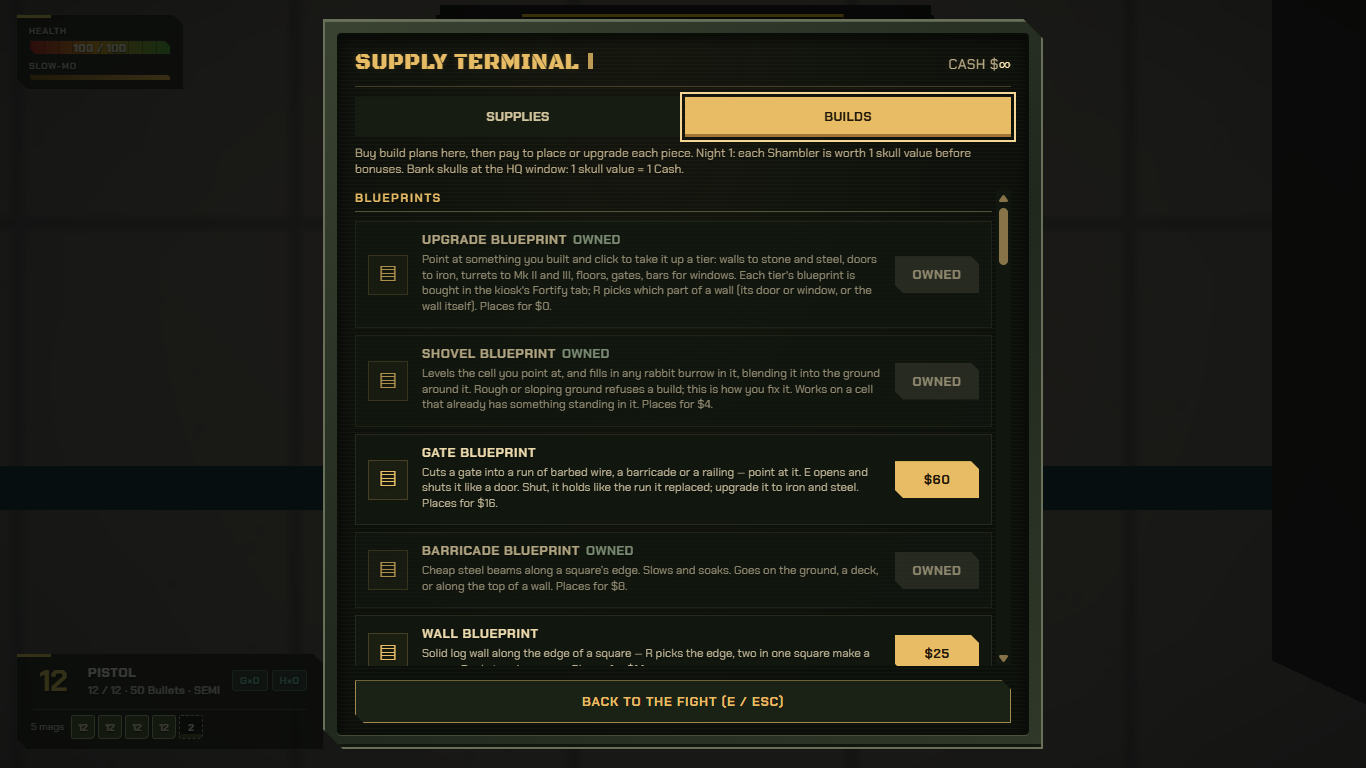 HEALTH
100 / 100
SLOW-MO
SUPPLY TERMINAL
CASH $∞
SUPPLIES
BUILDS
Buy build plans here, then pay to place or upgrade each piece. Night 1: each Shambler is worth 1 skull value before
bonuses. Bank skulls at the HQ window: 1 skull value = 1 Cash.
BLUEPRINTS
UPGRADE BLUEPRINT OWNED
Point at something you built and click to take it up a tier: walls to stone and steel, doors
to iron, turrets to Mk II and III, floors, gates, bars for windows. Each tier's blueprint is
bought in the kiosk's Fortify tab; R picks which part of a wall (its door or window, or the
wall itself). Places for $0.
OWNED
SHOVEL BLUEPRINT OWNED
Levels the cell you point at, and fills in any rabbit burrow in it, blending it into the ground
around it. Rough or sloping ground refuses a build; this is how you fix it. Works on a cell
that already has something standing in it. Places for $4.
OWNED
GATE BLUEPRINT
Cuts a gate into a run of barbed wire, a barricade or a railing — point at it. E opens and
shuts it like a door. Shut, it holds like the run it replaced; upgrade it to iron and steel.
Places for $16.
$60
BARRICADE BLUEPRINT OWNED
Cheap steel beams along a square's edge. Slows and soaks. Goes on the ground, a deck,
or along the top of a wall. Places for $8.
OWNED
WALL BLUEPRINT
Solid log wall along the edge of a square — R picks the edge, two in one square make a
$25
BACK TO THE FIGHT (E / ESC)
12
PISTOL
12 / 12 · 50 Bullets · SEMI
G×0
H×0
5 mags
12
12
12
12
2